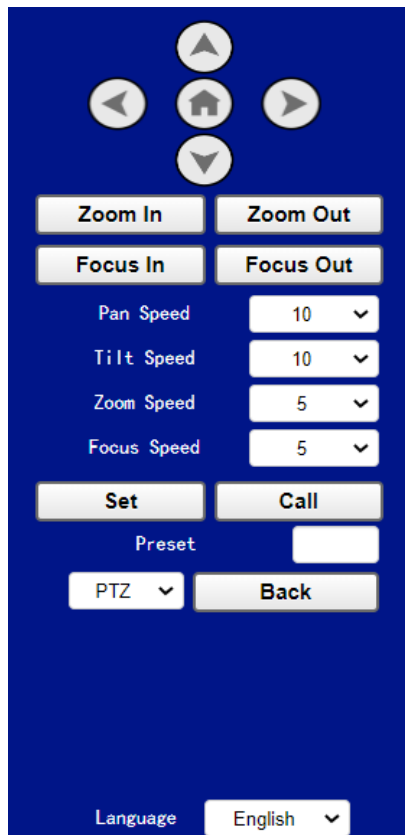 Zoom In Zoom Out
Focus In Focus Out
Pan Speed 10
Tilt Speed 10
Zoom Speed 5
Focus Speed 5
Set Call
Preset
PTZ Back
Language English